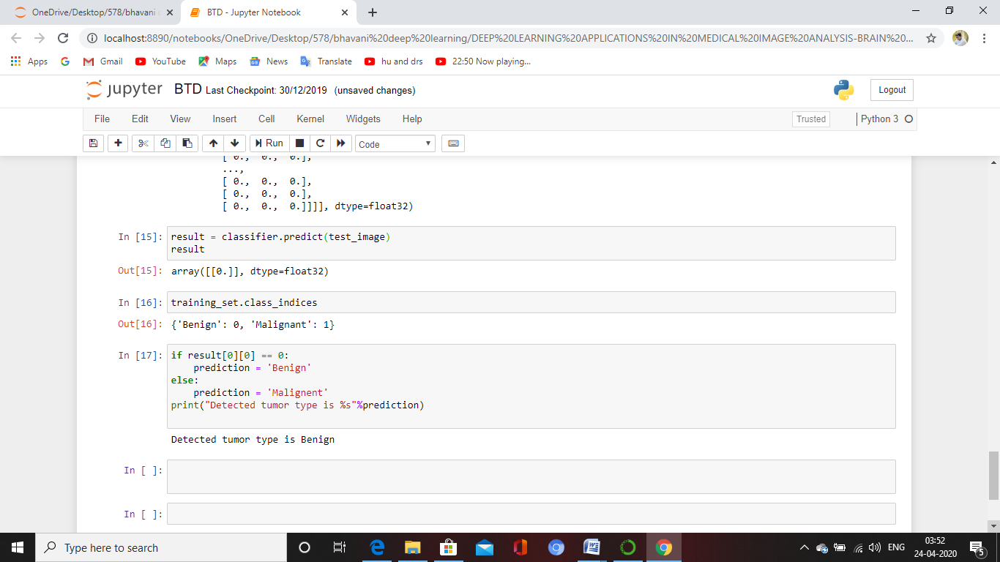 OneDrive/Desktop/578/bhavani
BTD - Jupyter Notebook
localhost:8890/notebooks/OneDrive/Desktop/578/bhavani%20deep%20learning/DEEP%20LEARNING%20APPLICATIONS%20IN%20MEDICAL%20IMAGE%20ANALYSIS-BRAIN%20...
Apps Gmail YouTube Maps News Translate hu and drs 22:50 Now playing...
jupyter BTD Last Checkpoint: 30/12/2019 (unsaved changes) Logout
File Edit View Insert Cell Kernel Widgets Help Trusted Python 3
Run Code
[ 0., 0., 0.],
...,
[ 0., 0., 0.],
[ 0., 0., 0.],
[ 0., 0., 0.]]]], dtype=float32)
In [15]: result = classifier.predict(test_image)
result
Out[15]: array([[0.]], dtype=float32)
In [16]: training_set.class_indices
Out[16]: {'Benign': 0, 'Malignant': 1}
In [17]: if result[0][0] == 0:
    prediction = 'Benign'
else:
    prediction = 'Malignent'
print("Detected tumor type is %s"%prediction)
Detected tumor type is Benign
In [ ]:
In [ ]:
Type here to search
ENG
03:52
24-04-2020
5